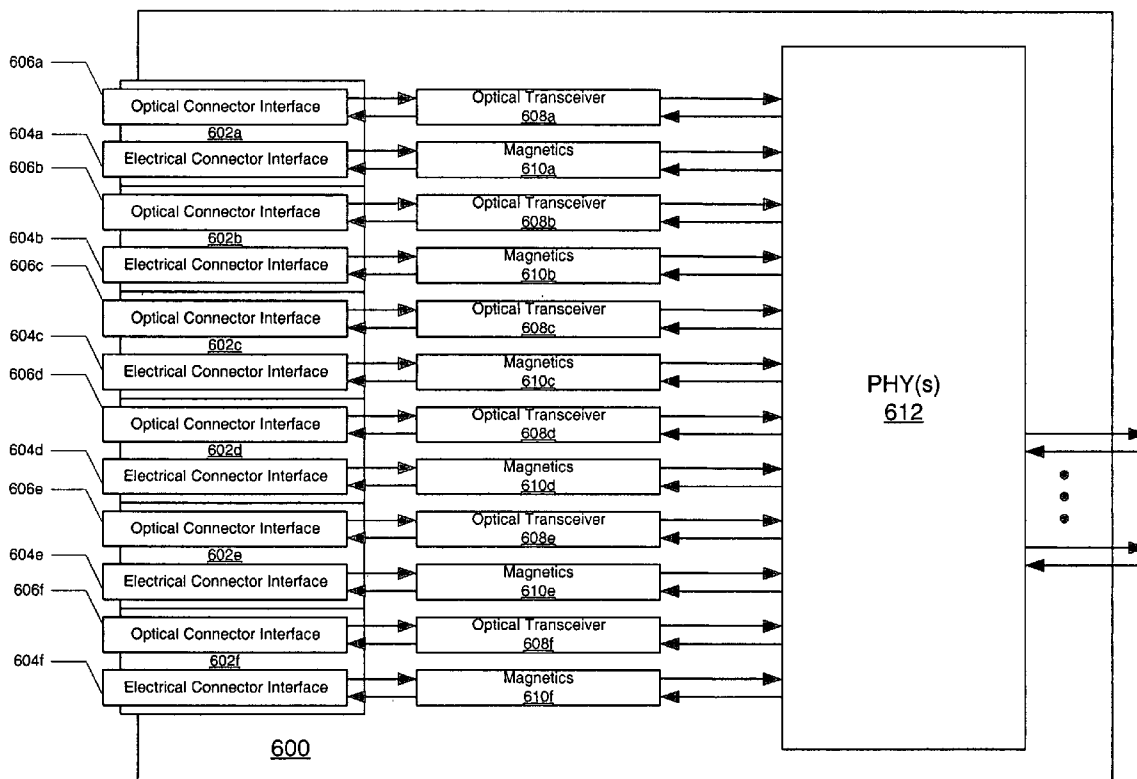 606a
Optical Connector Interface
602a
Optical Transceiver
608a
604a
Electrical Connector Interface
Magnetics
610a
606b
Optical Connector Interface
602b
Optical Transceiver
608b
604b
Electrical Connector Interface
Magnetics
610b
606c
Optical Connector Interface
602c
Optical Transceiver
608c
604c
Electrical Connector Interface
Magnetics
610c
606d
Optical Connector Interface
602d
Optical Transceiver
608d
604d
Electrical Connector Interface
Magnetics
610d
606e
Optical Connector Interface
602e
Optical Transceiver
608e
604e
Electrical Connector Interface
Magnetics
610e
606f
Optical Connector Interface
602f
Optical Transceiver
608f
604f
Electrical Connector Interface
Magnetics
610f
PHY(s)
612
600